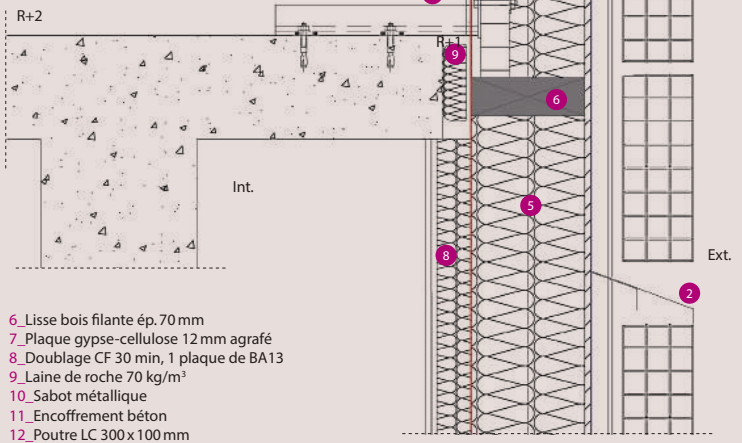 R+2
R+1
9
6
Int.
5
8
Ext.
2
6_Lisse bois filante ép. 70 mm
7_Plaque gypse-cellulose 12 mm agrafé
8_Doublage CF 30 min, 1 plaque de BA13
9_Laine de roche 70 kg/m³
10_Sabot métallique
11_Encoffrement béton
12_Poutre LC 300 x 100 mm